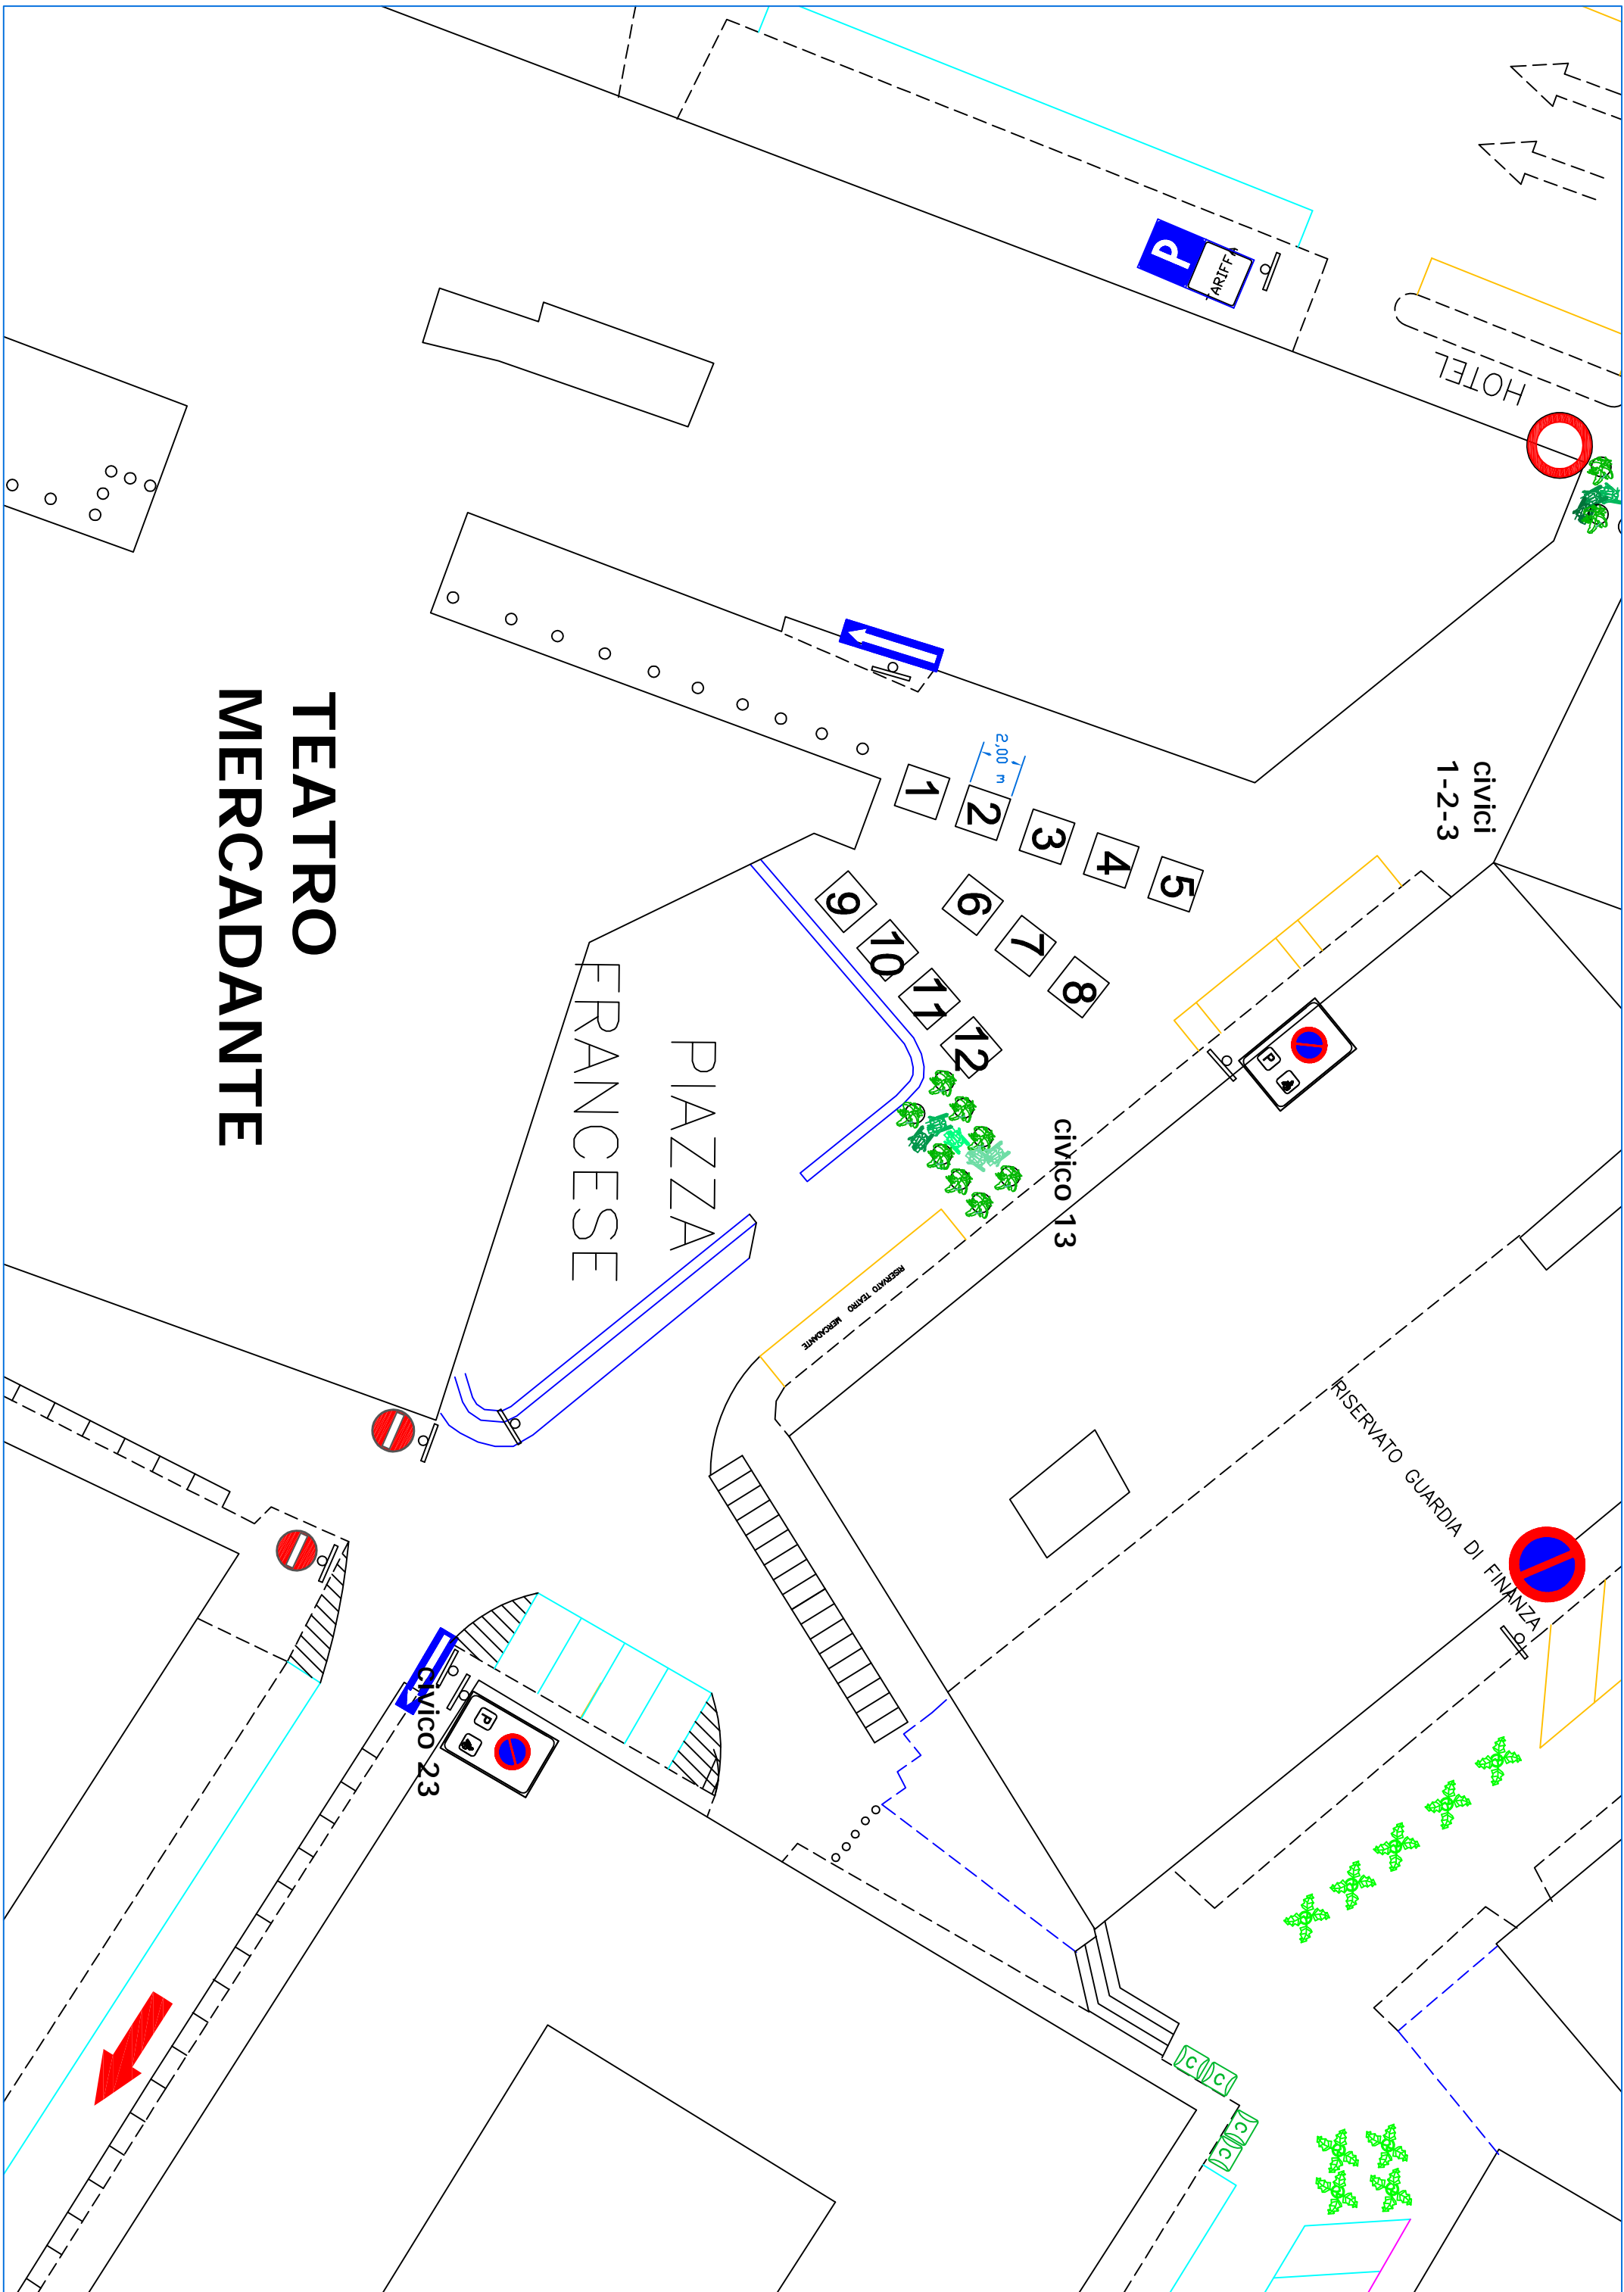 HOTEL
P
TARIFFA
civici
1-2-3
2,00 m
1
2
3
4
5
6
7
8
9
10
11
12
TEATRO
MERCADANTE
PIAZZA
FRANCESE
P
civico 13
RISERVATO TEATRO MERCADANTE
RISERVATO GUARDIA DI FINANZA
civico 23
P
C
C
C
C